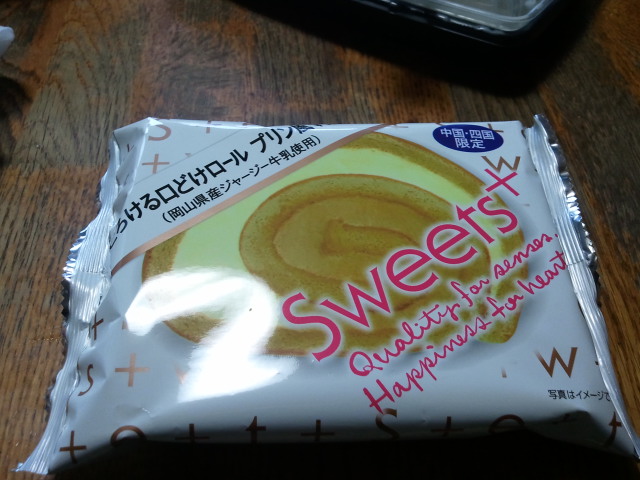 ろける口どけロール プリン
（岡山県産ジャージー牛乳使用）
中国・四国
限定
Sweets+
Quality for senses,
Happiness for heart
写真はイメージで